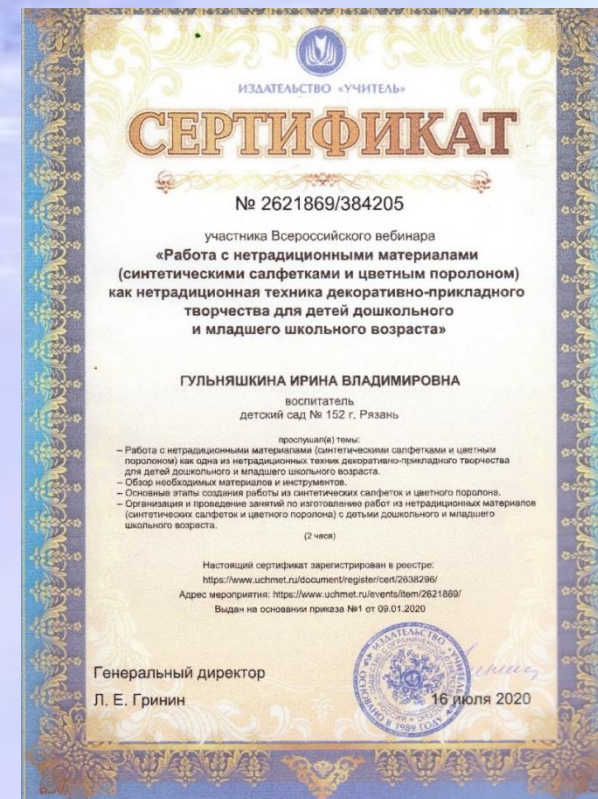 ИЗДАТЕЛЬСТВО «УЧИТЕЛЬ»
СЕРТИФИКАТ
№ 2621869/384205
участника Всероссийского вебинара
«Работа с нетрадиционными материалами
(синтетическими салфетками и цветным поролоном)
как нетрадиционная техника декоративно-прикладного
творчества для детей дошкольного
и младшего школьного возраста»
ГУЛЬНЯШКИНА ИРИНА ВЛАДИМИРОВНА
воспитатель
детский сад № 152 г. Рязань
прослушал(а) темы:
– Работа с нетрадиционными материалами (синтетическими салфетками и цветным
поролоном) как одна из нетрадиционных техник декоративно-прикладного творчества
для детей дошкольного и младшего школьного возраста.
– Обзор необходимых материалов и инструментов.
– Основные этапы создания работы из синтетических салфеток и цветного поролона.
– Организация и проведение занятий по изготовлению работ из нетрадиционных материалов
(синтетических салфеток и цветного поролона) с детьми дошкольного и младшего
школьного возраста.
(2 часа)
Настоящий сертификат зарегистрирован в реестре:
https://www.uchmet.ru/document/register/cert/2638296/
Адрес мероприятия: https://www.uchmet.ru/events/item/2621869/
Выдан на основании приказа №1 от 09.01.2020
Генеральный директор
Л. Е. Гринин
16 июля 2020